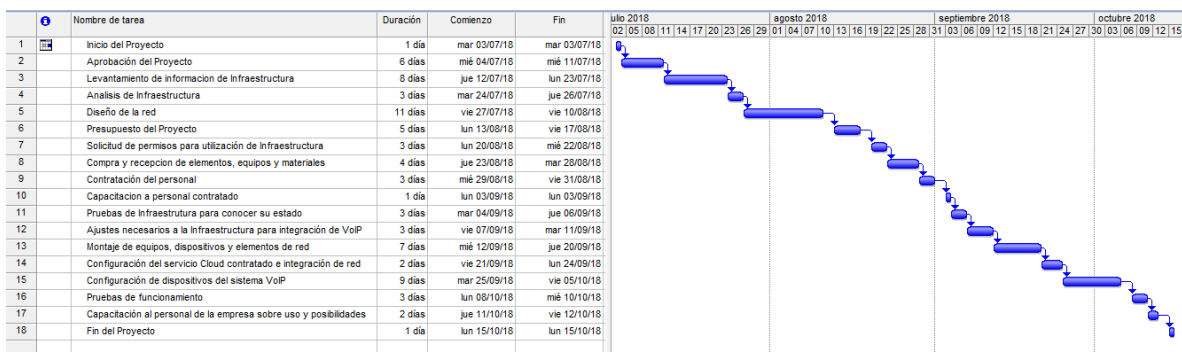 Nombre de tarea Duración Comienzo Fin ulio 2018 agosto 2018 septiembre 2018 octubre 2018
02 05 08 11 14 17 20 23 26 29 01 04 07 10 13 16 19 22 25 28 31 03 06 09 12 15 18 21 24 27 30 03 06 09 12 15
1 Inicio del Proyecto 1 día mar 03/07/18 mar 03/07/18
2 Aprobación del Proyecto 6 días mié 04/07/18 mié 11/07/18
3 Levantamiento de informacion de Infraestructura 8 días jue 12/07/18 lun 23/07/18
4 Analisis de Infraestructura 3 días mar 24/07/18 jue 26/07/18
5 Diseño de la red 11 días vie 27/07/18 vie 10/08/18
6 Presupuesto del Proyecto 5 días lun 13/08/18 vie 17/08/18
7 Solicitud de permisos para utilización de Infraestructura 3 días lun 20/08/18 mié 22/08/18
8 Compra y recepcion de elementos, equipos y materiales 4 días jue 23/08/18 mar 28/08/18
9 Contratación del personal 3 días mié 29/08/18 vie 31/08/18
10 Capacitacion a personal contratado 1 día lun 03/09/18 lun 03/09/18
11 Pruebas de Infraestrutura para conocer su estado 3 días mar 04/09/18 jue 06/09/18
12 Ajustes necesarios a la Infraestructura para integración de VoIP 3 días vie 07/09/18 mar 11/09/18
13 Montaje de equipos, dispositivos y elementos de red 7 días mié 12/09/18 jue 20/09/18
14 Configuración del servicio Cloud contratado e integración de red 2 días vie 21/09/18 lun 24/09/18
15 Configuración de dispositivos del sistema VoIP 9 días mar 25/09/18 vie 05/10/18
16 Pruebas de funcionamiento 3 días lun 08/10/18 mié 10/10/18
17 Capacitación al personal de la empresa sobre uso y posibilidades 2 días jue 11/10/18 vie 12/10/18
18 Fin del Proyecto 1 día lun 15/10/18 lun 15/10/18